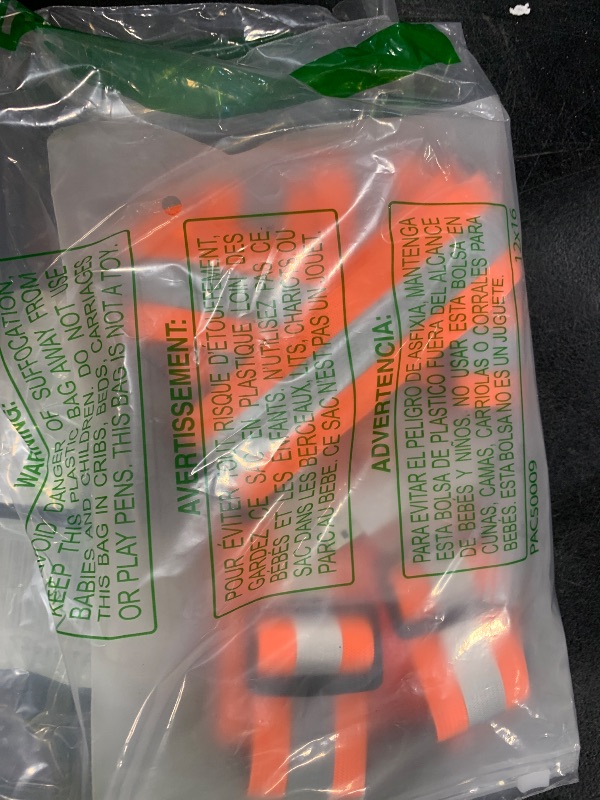 WARNING:
AVOID DANGER OF SUFFOCATION
KEEP THIS PLASTIC BAG AWAY FROM
BABIES AND CHILDREN. DO NOT USE
THIS BAG IN CRIBS, BEDS, CARRIAGES
OR PLAY PENS. THIS BAG IS NOT A TOY.
AVERTISSEMENT:
POUR ÉVITER TOUT RISQUE D'ÉTOUFFEMENT,
GARDEZ CE SAC EN PLASTIQUE LOIN DES
BÉBÉS ET LES ENFANTS. N'UTILISEZ PAS CE
SAC DANS LES BERCEAUX, LITS, CHARIOTS OU
PARC AU BEBE. CE SAC N'EST PAS UN JOUET.
ADVERTENCIA:
PARA EVITAR EL PELIGRO DE ASFIXIA, MANTENGA
ESTA BOLSA DE PLASTICO FUERA DEL ALCANCE
DE BEBES Y NIÑOS. NO USAR ESTA BOLSA EN
CUNAS, CAMAS, CARRIOLAS O CORRALES PARA
BEBES. ESTA BOLSA NO ES UN JUGUETE.
PAC50009
12X16